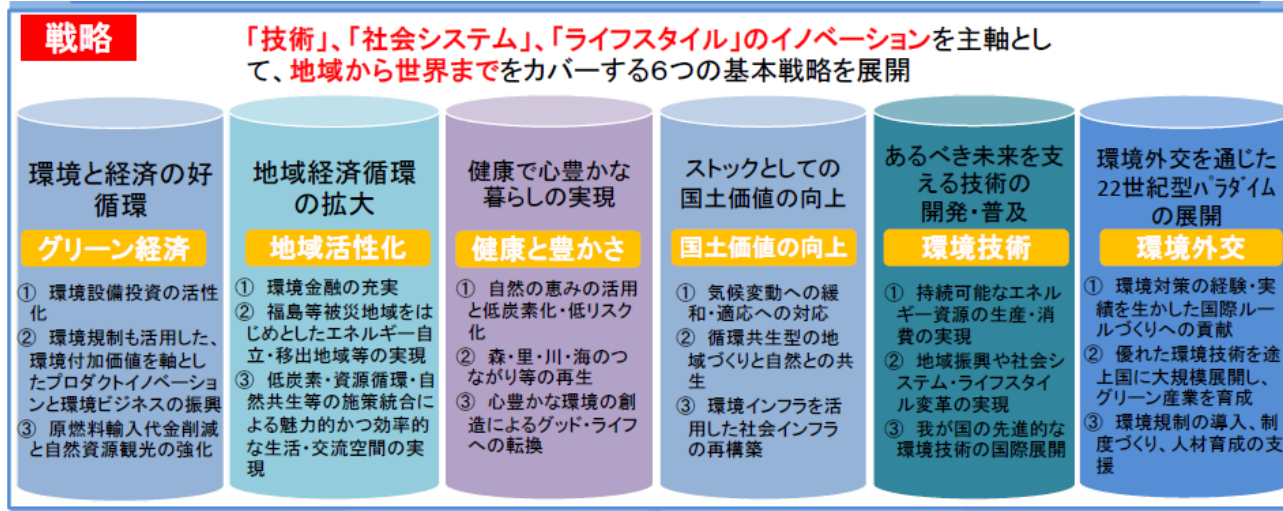 戦略
「技術」、「社会システム」、「ライフスタイル」のイノベーションを主軸とし
て、地域から世界までをカバーする6つの基本戦略を展開
環境と経済の好
循環
グリーン経済
① 環境設備投資の活性
化
② 環境規制も活用した、
環境付加価値を軸とし
たプロダクトイノベーショ
ンと環境ビジネスの振興
③ 原燃料輸入代金削減
と自然資源観光の強化
地域経済循環
の拡大
地域活性化
① 環境金融の充実
② 福島等被災地域をは
じめとしたエネルギー自
立・移出地域等の実現
③ 低炭素・資源循環・自
然共生等の施策統合に
よる魅力的かつ効率的
な生活・交流空間の実
現
健康で心豊かな
暮らしの実現
健康と豊かさ
① 自然の恵みの活用
と低炭素化・低リスク
化
② 森・里・川・海のつ
ながり等の再生
③ 心豊かな環境の創
造によるグッド・ライフ
への転換
ストックとしての
国土価値の向上
国土価値の向上
① 気候変動への緩
和・適応への対応
② 循環共生型の地
域づくりと自然との共
生
③ 環境インフラを活
用した社会インフラ
の再構築
あるべき未来を支
える技術の
開発・普及
環境技術
① 持続可能なエネル
ギー資源の生産・消
費の実現
② 地域振興や社会シ
ステム・ライフスタイ
ル変革の実現
③ 我が国の先進的な
環境技術の国際展開
環境外交を通じた
22世紀型パラダイム
の展開
環境外交
① 環境対策の経験・実
績を生かした国際ルー
ルづくりへの貢献
② 優れた環境技術を途
上国に大規模展開し、
グリーン産業を育成
③ 環境規制の導入、制
度づくり、人材育成の支
援